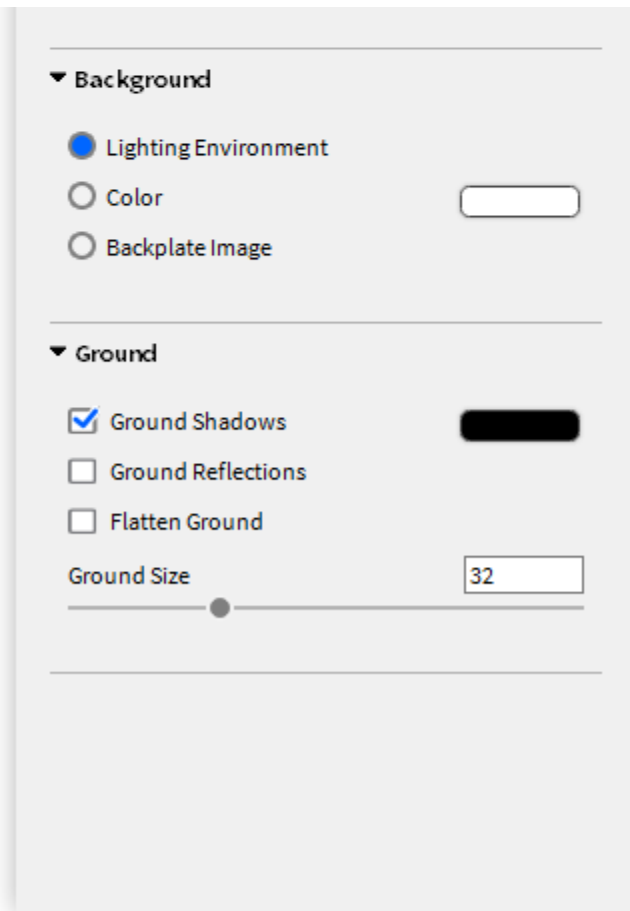 Background
Lighting Environment
Color
Backplate Image
Ground
Ground Shadows
Ground Reflections
Flatten Ground
Ground Size 32